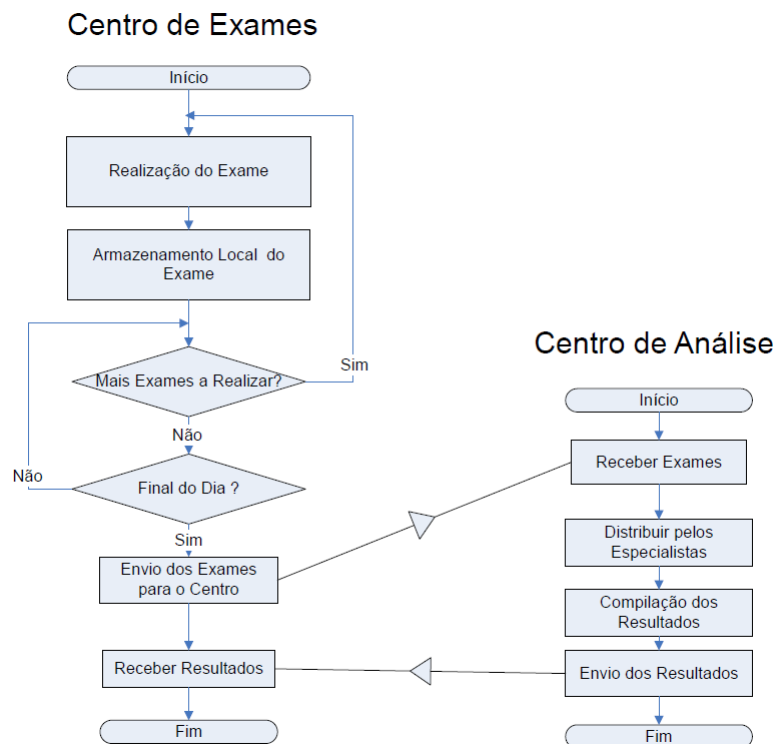 Centro de Exames
Início
Realização do Exame
Armazenamento Local do
Exame
Mais Exames a Realizar?
Sim
Não
Final do Dia ?
Não
Sim
Envio dos Exames
para o Centro
Receber Resultados
Fim
Centro de Análise
Início
Receber Exames
Distribuir pelos
Especialistas
Compilação dos
Resultados
Envio dos Resultados
Fim